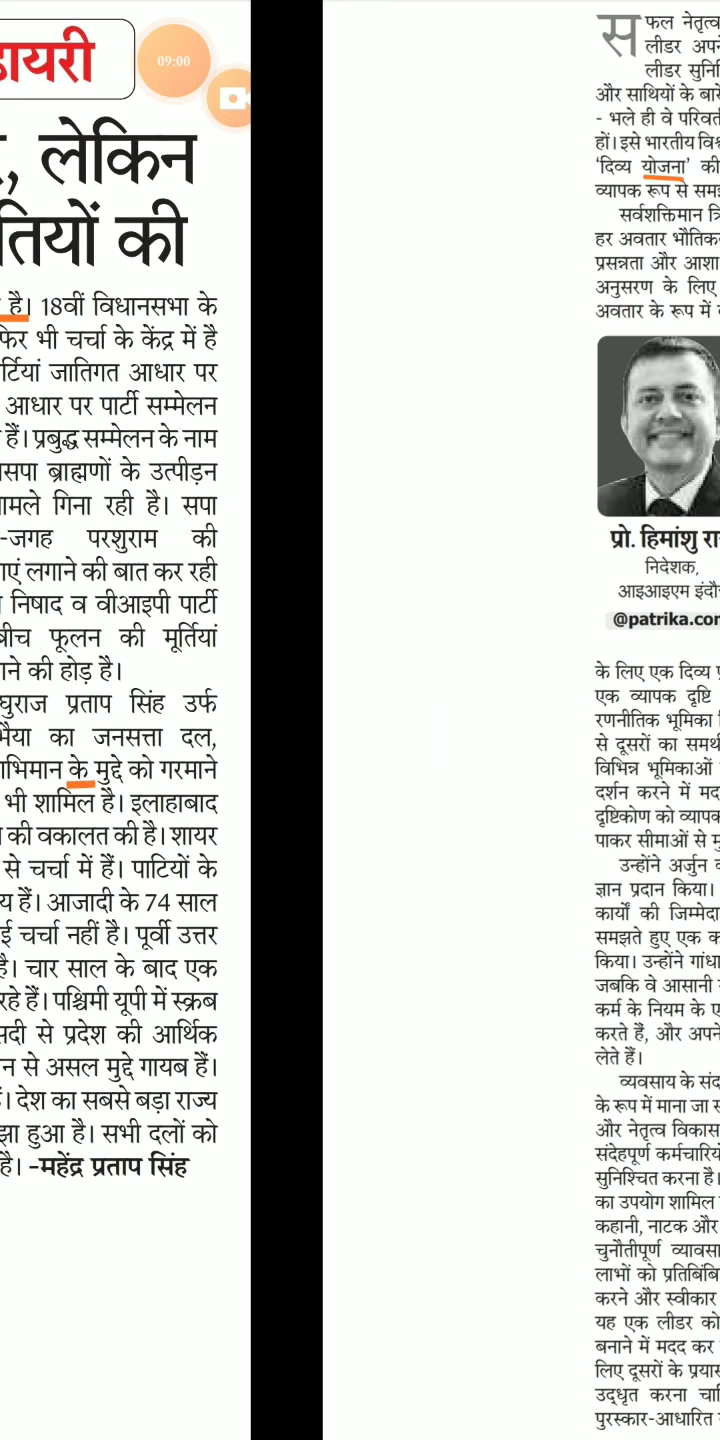 डायरी
09:00
लेकिन
तियों की
है। 18वीं विधानसभा के
फिर भी चर्चा के केंद्र में है
र्टियां जातिगत आधार पर
आधार पर पार्टी सम्मेलन
हैं। प्रबुद्ध सम्मेलन के नाम
सपा ब्राह्मणों के उत्पीड़न
मामले गिना रही है। सपा
-जगह परशुराम की
एं लगाने की बात कर रही
निषाद व वीआइपी पार्टी
बीच फूलन की मूर्तियां
ने की होड़ है।
घुराज प्रताप सिंह उर्फ
भैया का जनसत्ता दल,
भिमान के मुद्दे को गरमाने
भी शामिल है। इलाहाबाद
की वकालत की है। शायर
से चर्चा में हैं। पाटियों के
य हैं। आजादी के 74 साल
ई चर्चा नहीं है। पूर्वी उत्तर
है। चार साल के बाद एक
रहे हैं। पश्चिमी यूपी में स्क्रब
सदी से प्रदेश की आर्थिक
न से असल मुद्दे गायब हैं।
देश का सबसे बड़ा राज्य
झा हुआ है। सभी दलों को
है। -महेंद्र प्रताप सिंह
सफल नेतृत्व
लीडर अपने
लीडर सुनि
और साथियों के बारे
- भले ही वे परिवर्त
हों। इसे भारतीय विश्व
'दिव्य योजना' की
व्यापक रूप से समझ
सर्वशक्तिमान त्रि
हर अवतार भौतिक
प्रसन्नता और आशा
अनुसरण के लिए
अवतार के रूप में
प्रो. हिमांशु रा
निदेशक,
आइआइएम इंदौर
@patrika.com
के लिए एक दिव्य
एक व्यापक दृष्टि
रणनीतिक भूमिका
से दूसरों का समर्थ
विभिन्न भूमिकाओं
दर्शन करने में मद
दृष्टिकोण को व्यापक
पाकर सीमाओं से मु
उन्होंने अर्जुन
ज्ञान प्रदान किया।
कार्यों की जिम्मेदा
समझते हुए एक क
किया। उन्होंने गांधा
जबकि वे आसानी
कर्म के नियम के ए
करते हैं, और अपने
लेते हैं।
व्यवसाय के संद
के रूप में माना जा स
और नेतृत्व विकास
संदेहपूर्ण कर्मचारियों
सुनिश्चित करना है।
का उपयोग शामिल
कहानी, नाटक और
चुनौतीपूर्ण व्यावसा
लाभों को प्रतिबिंबि
करने और स्वीकार
यह एक लीडर को
बनाने में मदद कर
लिए दूसरों के प्रयास
उद्धृत करना चाहि
पुरस्कार-आधारित